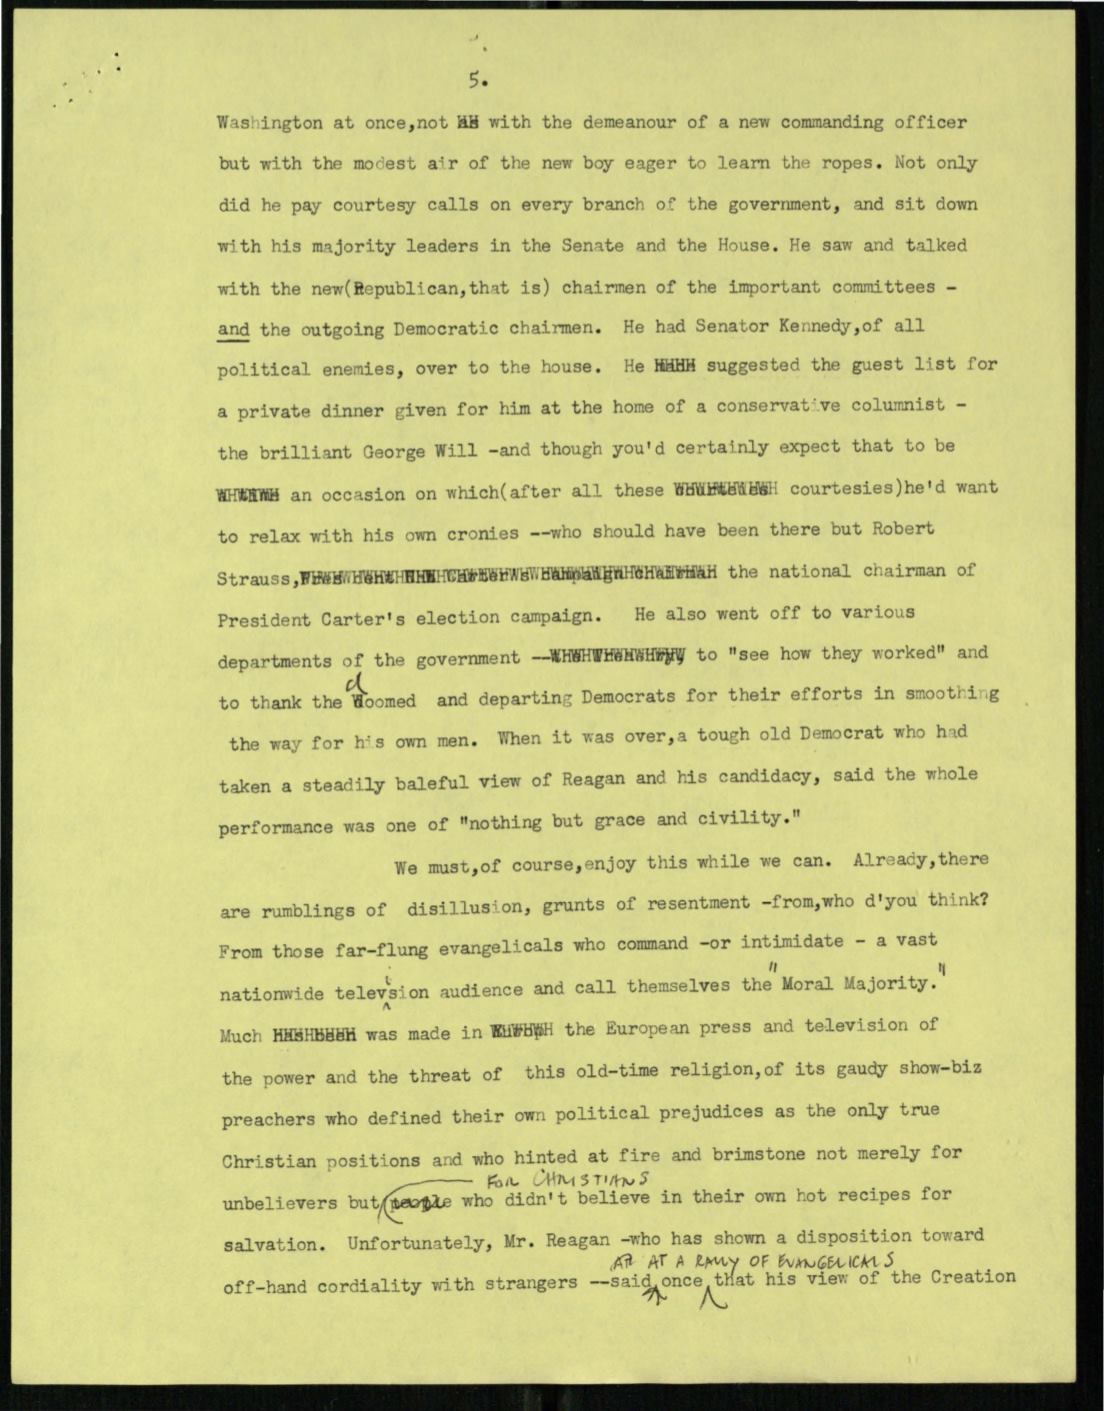 5.
Washington at once,not with the demeanour of a new commanding officer
but with the modest air of the new boy eager to learn the ropes. Not only
did he pay courtesy calls on every branch of the government, and sit down
with his majority leaders in the Senate and the House. He saw and talked
with the new(Republican,that is) chairmen of the important committees -
and the outgoing Democratic chairmen. He had Senator Kennedy,of all
political enemies, over to the house. He suggested the guest list for
a private dinner given for him at the home of a conservative columnist -
the brilliant George Will -and though you'd certainly expect that to be
an occasion on which(after all these courtesies)he'd want
to relax with his own cronies --who should have been there but Robert
Strauss, the national chairman of
President Carter's election campaign. He also went off to various
departments of the government -- to "see how they worked" and
to thank the doomed and departing Democrats for their efforts in smoothing
the way for his own men. When it was over,a tough old Democrat who had
taken a steadily baleful view of Reagan and his candidacy, said the whole
performance was one of "nothing but grace and civility."
We must,of course,enjoy this while we can. Already,there
are rumblings of disillusion, grunts of resentment -from,who d'you think?
From those far-flung evangelicals who command -or intimidate - a vast
nationwide television audience and call themselves the "Moral Majority."
Much was made in the European press and television of
the power and the threat of this old-time religion,of its gaudy show-biz
preachers who defined their own political prejudices as the only true
Christian positions and who hinted at fire and brimstone not merely for
FOR CHRISTIANS
unbelievers but people who didn't believe in their own hot recipes for
salvation. Unfortunately, Mr. Reagan -who has shown a disposition toward
AT A RALLY OF EVANGELICALS
off-hand cordiality with strangers --said once that his view of the Creation